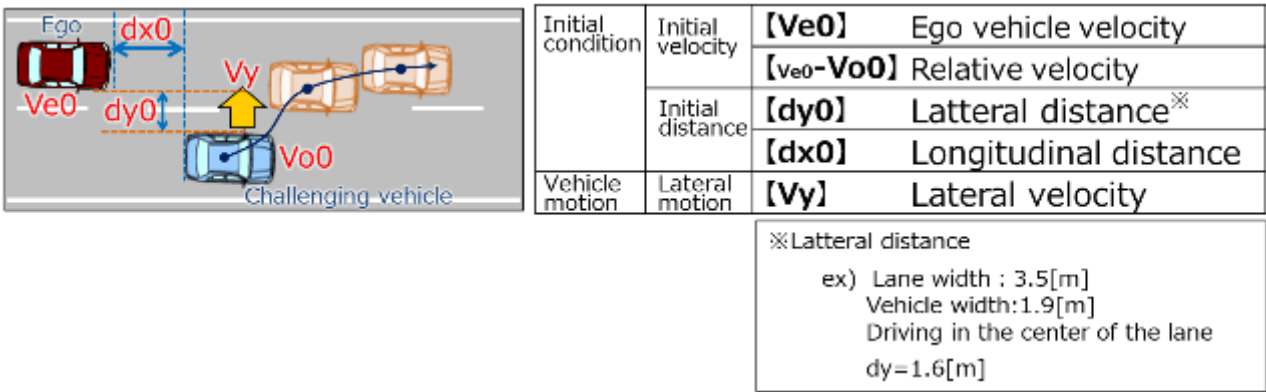 Ego
dx0
Ve0
dy0
Vy
Vo0
Challenging vehicle
Initial condition
Initial velocity
【Ve0】 Ego vehicle velocity
【Ve0-Vo0】 Relative velocity
Initial distance
【dy0】 Latteral distance※
【dx0】 Longitudinal distance
Vehicle motion
Lateral motion
【Vy】 Lateral velocity
※Latteral distance
ex) Lane width : 3.5[m]
Vehicle width:1.9[m]
Driving in the center of the lane
dy=1.6[m]